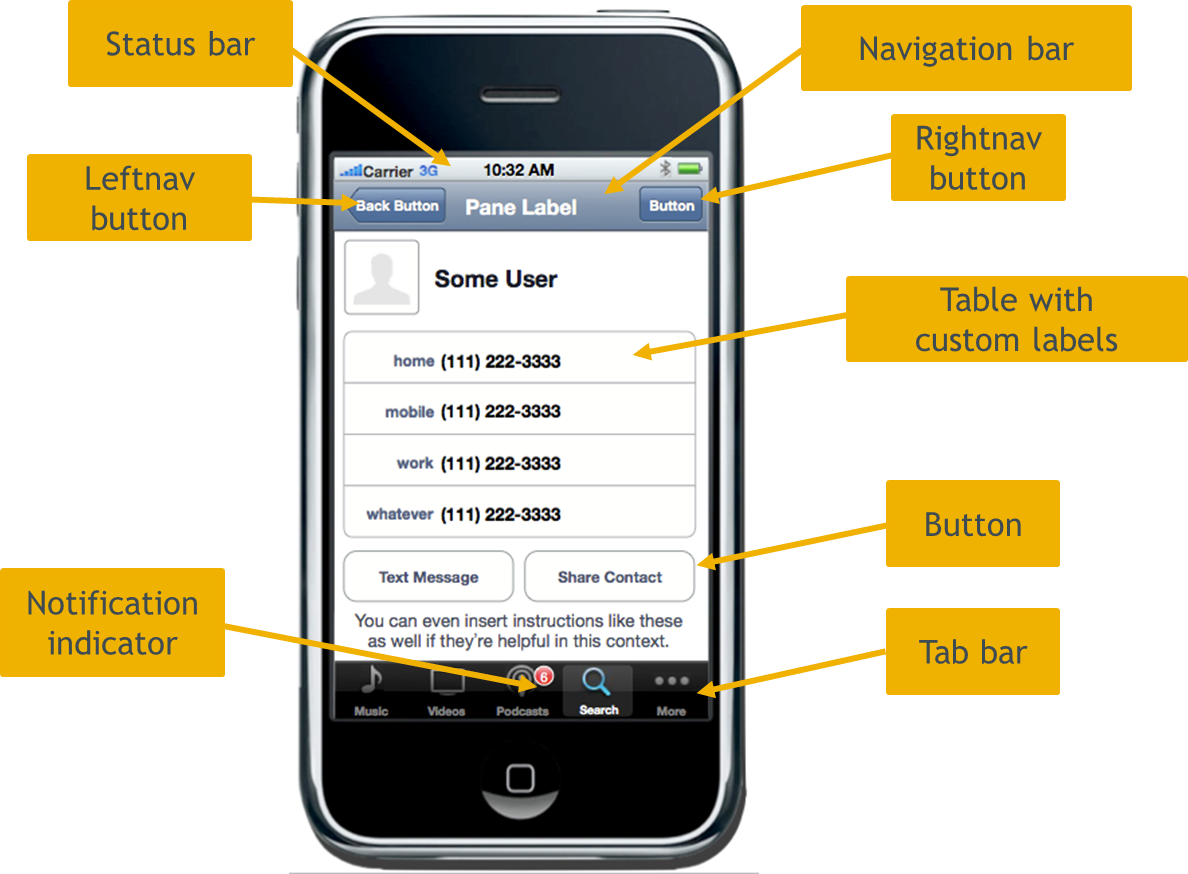 Status bar
Navigation bar
Rightnav
button
Leftnav
button
Carrier 3G 10:32 AM
Back Button Pane Label Button
Some User
Table with
custom labels
home (111) 222-3333
mobile (111) 222-3333
work (111) 222-3333
whatever (111) 222-3333
Button
Text Message Share Contact
Notification
indicator
You can even insert instructions like these
as well if they're helpful in this context.
Tab bar
6
Music Videos Podcasts Search More